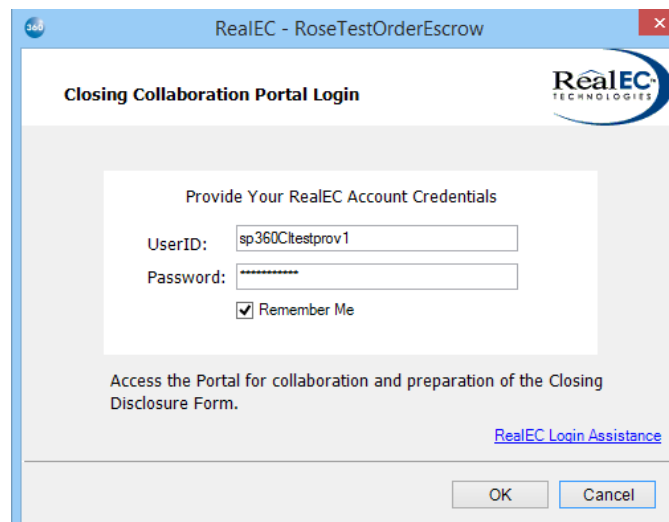 360
RealEC - RoseTestOrderEscrow
x
Closing Collaboration Portal Login
RealEC
TECHNOLOGIES
Provide Your RealEC Account Credentials
UserID:
sp360CItestprov1
Password:
***********
Remember Me
Access the Portal for collaboration and preparation of the Closing
Disclosure Form.
RealEC Login Assistance
OK
Cancel